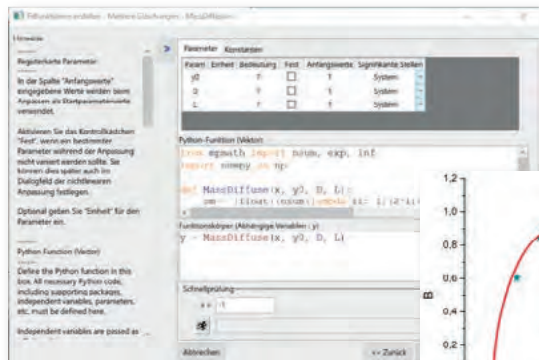 Fitfunktionen erstellen - Mehrere Gleichungen - MassDiffusion
Hinweise
Registerkarte Parameter
In der Spalte "Anfangswerte"
eingegebene Werte werden beim
Anpassen als Startparameterwerte
verwendet.
Aktivieren Sie das Kontrollkästchen
"Fest", wenn ein bestimmter
Parameter während der Anpassung
nicht variiert werden sollte. Sie
können dies später auch im
Dialogfeld der nichtlinearen
Anpassung festlegen.
Optional geben Sie "Einheit" für den
Parameter ein.
Python-Function (Vektor)
Define the Python function in this
box. All necessary Python code,
including supporting packages,
independent variables, parameters,
etc. must be defined here.
Independent variables are passed as
Parameter Konstanten
Param Einheit Bedeutung Fest Anfangswerte Signifikante Stellen
y0 ? 1 System
D ? 1 System
L ? 1 System
Python-Funktion (Vektor)
from ogmath import nsum, exp, inf
import numpy as np
def MassDiffuse(x, y0, D, L):
Funktionskörper (Abhängige Variablen: y)
y = MassDiffuse(x, y0, D, L)
Schnellprüfung
x = 1
Abbrechen << Zurück
1,2
1,0
0,8
0,6
0,4
0,2
B